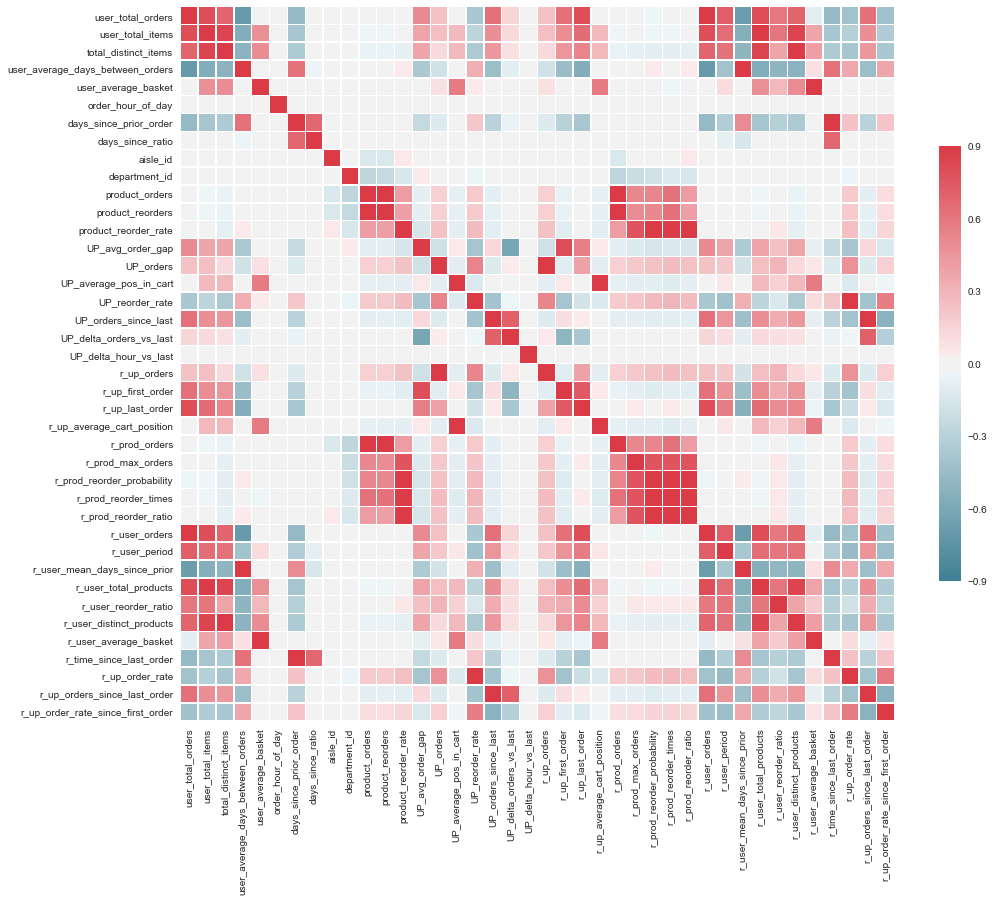 user_total_orders
user_total_items
total_distinct_items
user_average_days_between_orders
user_average_basket
order_hour_of_day
days_since_prior_order
days_since_ratio
aisle_id
department_id
product_orders
product_reorders
product_reorder_rate
UP_avg_order_gap
UP_orders
UP_average_pos_in_cart
UP_reorder_rate
UP_orders_since_last
UP_delta_orders_vs_last
UP_delta_hour_vs_last
r_up_orders
r_up_first_order
r_up_last_order
r_up_average_cart_position
r_prod_orders
r_prod_max_orders
r_prod_reorder_probability
r_prod_reorder_times
r_prod_reorder_ratio
r_user_orders
r_user_period
r_user_mean_days_since_prior
r_user_total_products
r_user_reorder_ratio
r_user_distinct_products
r_user_average_basket
r_time_since_last_order
r_up_order_rate
r_up_orders_since_last_order
r_up_order_rate_since_first_order
user_total_orders
user_total_items
total_distinct_items
user_average_days_between_orders
user_average_basket
order_hour_of_day
days_since_prior_order
days_since_ratio
aisle_id
department_id
product_orders
product_reorders
product_reorder_rate
UP_avg_order_gap
UP_orders
UP_average_pos_in_cart
UP_reorder_rate
UP_orders_since_last
UP_delta_orders_vs_last
UP_delta_hour_vs_last
r_up_orders
r_up_first_order
r_up_last_order
r_up_average_cart_position
r_prod_orders
r_prod_max_orders
r_prod_reorder_probability
r_prod_reorder_times
r_prod_reorder_ratio
r_user_orders
r_user_period
r_user_mean_days_since_prior
r_user_total_products
r_user_reorder_ratio
r_user_distinct_products
r_user_average_basket
r_time_since_last_order
r_up_order_rate
r_up_orders_since_last_order
r_up_order_rate_since_first_order
0.9
0.6
0.3
0.0
−0.3
−0.6
−0.9